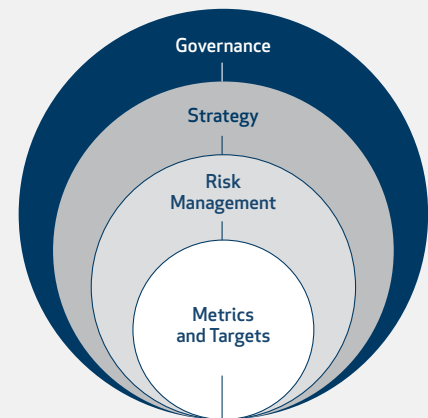 Governance
Strategy
Risk
Management
Metrics
and Targets